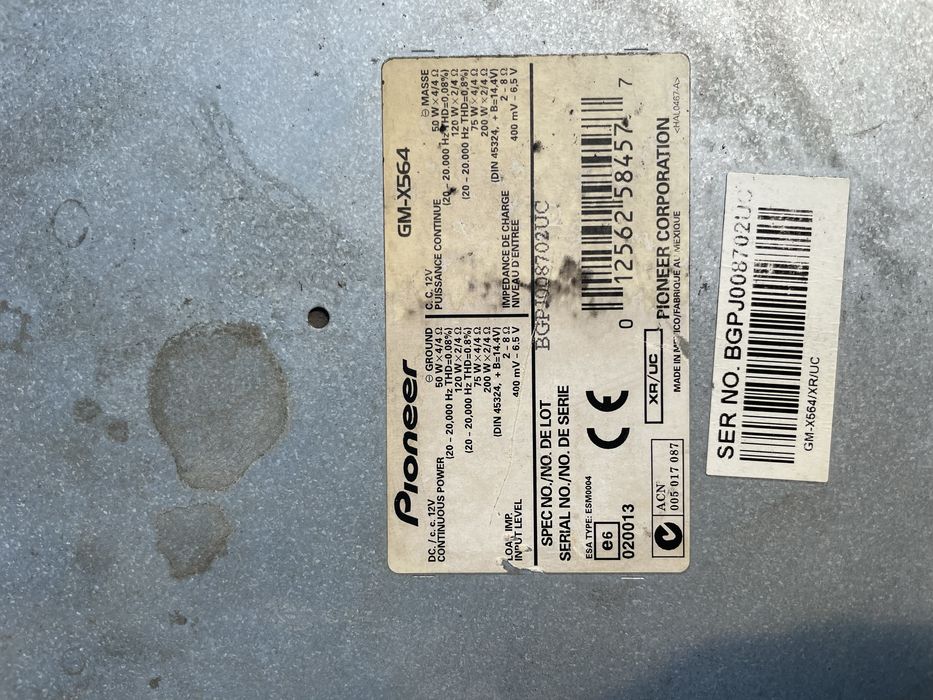 Pioneer GM-X564
DC./c.c. 12V ⊖ GROUND
CONTINUOUS POWER 50 W×4/4 Ω
(20 – 20,000 Hz THD=0.08%)
120 W×2/4 Ω
(20 – 20,000 Hz THD=0.8%)
75 W×4/4 Ω
200 W×2/4 Ω
(DIN 45324, + B=14.4V)
LOAD IMP. 2 – 8 Ω
INPUT LEVEL 400 mV – 6,5 V
C. C. 12V ⊖ MASSE
PUISSANCE CONTINUE 50 W×4/4 Ω
(20 – 20.000 Hz THD=0.08%)
120 W×2/4 Ω
(20 – 20.000 Hz THD=0.8%)
75 W×4/4 Ω
200 W×2/4 Ω
(DIN 45324, + B=14.4V)
IMPEDANCE DE CHARGE 2 – 8 Ω
NIVEAU D'ENTREE 400 mV – 6,5 V
SPEC NO./NO. DE LOT
SERIAL NO./NO. DE SERIE
BGPJ008702UC
ESA TYPE: ESM0004
e6
020013
CE
0 12562 58457 7
ACN
005 017 087
XR/UC
PIONEER CORPORATION
MADE IN MEXICO/FABRIQUE AU MEXIQUE
<HAL0467-A>
SER NO. BGPJ008702UC
GM-X564/XR/UC